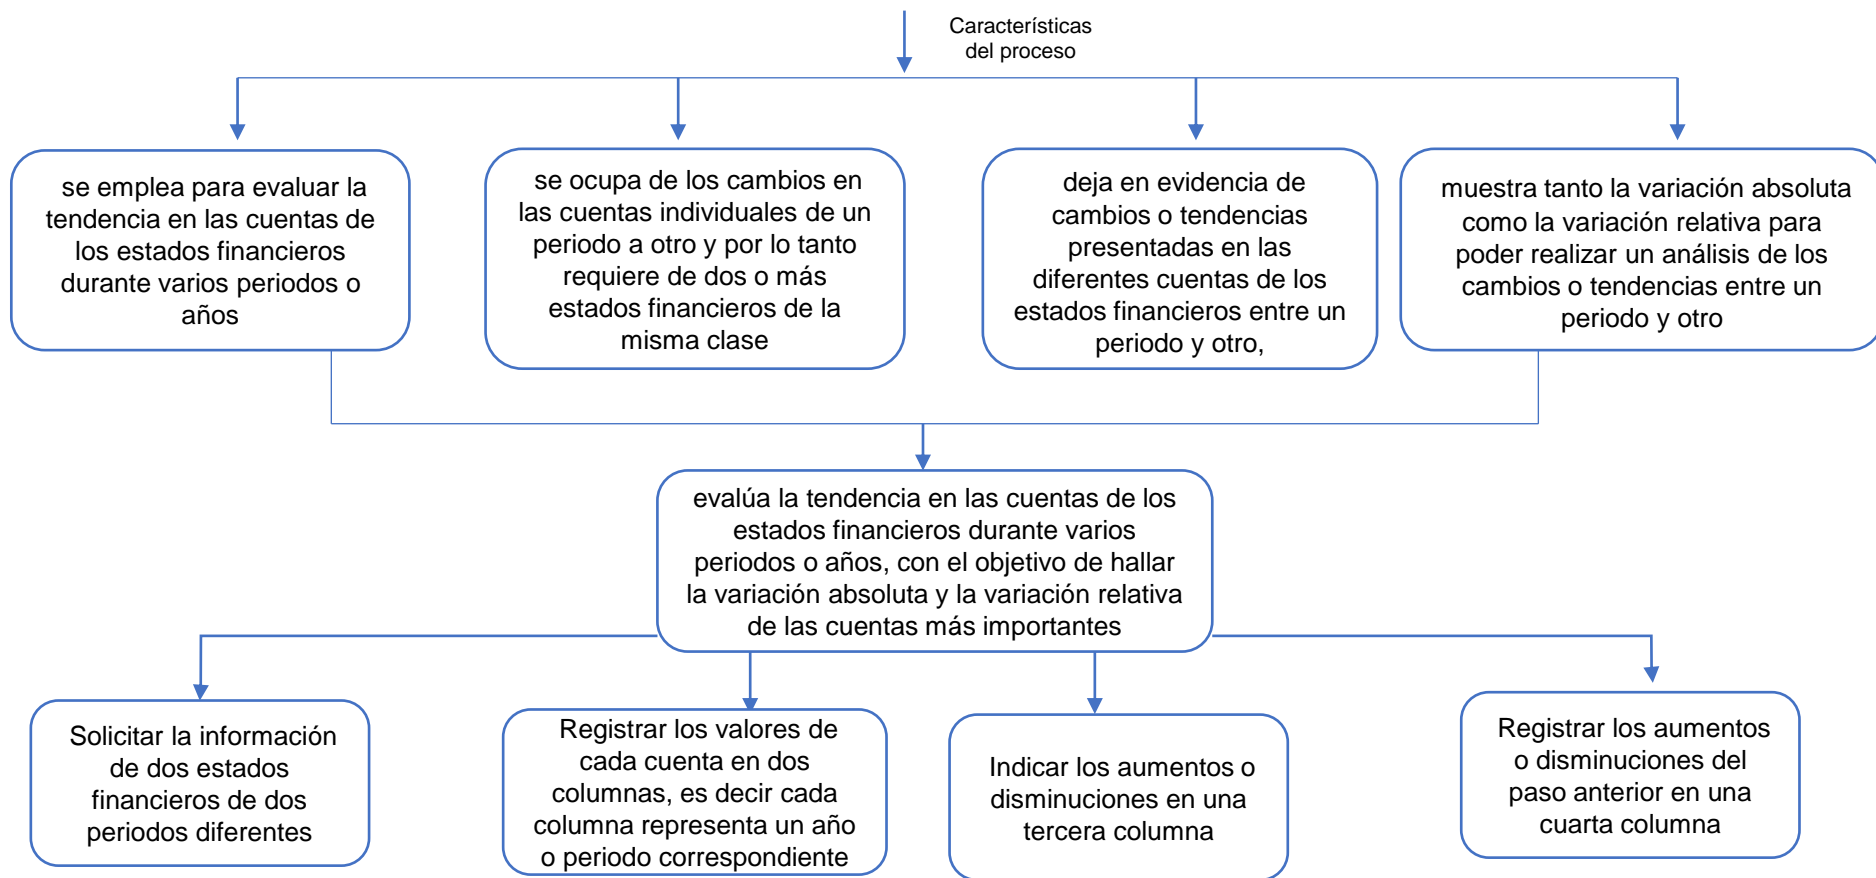 Características
del proceso
se emplea para evaluar la
tendencia en las cuentas de
los estados financieros
durante varios periodos o
años
se ocupa de los cambios en
las cuentas individuales de un
periodo a otro y por lo tanto
requiere de dos o más
estados financieros de la
misma clase
deja en evidencia de
cambios o tendencias
presentadas en las
diferentes cuentas de los
estados financieros entre un
periodo y otro,
muestra tanto la variación absoluta
como la variación relativa para
poder realizar un análisis de los
cambios o tendencias entre un
periodo y otro
evalúa la tendencia en las cuentas de los
estados financieros durante varios
periodos o años, con el objetivo de hallar
la variación absoluta y la variación relativa
de las cuentas más importantes
Solicitar la información
de dos estados
financieros de dos
periodos diferentes
Registrar los valores de
cada cuenta en dos
columnas, es decir cada
columna representa un año
o periodo correspondiente
Indicar los aumentos o
disminuciones en una
tercera columna
Registrar los aumentos
o disminuciones del
paso anterior en una
cuarta columna